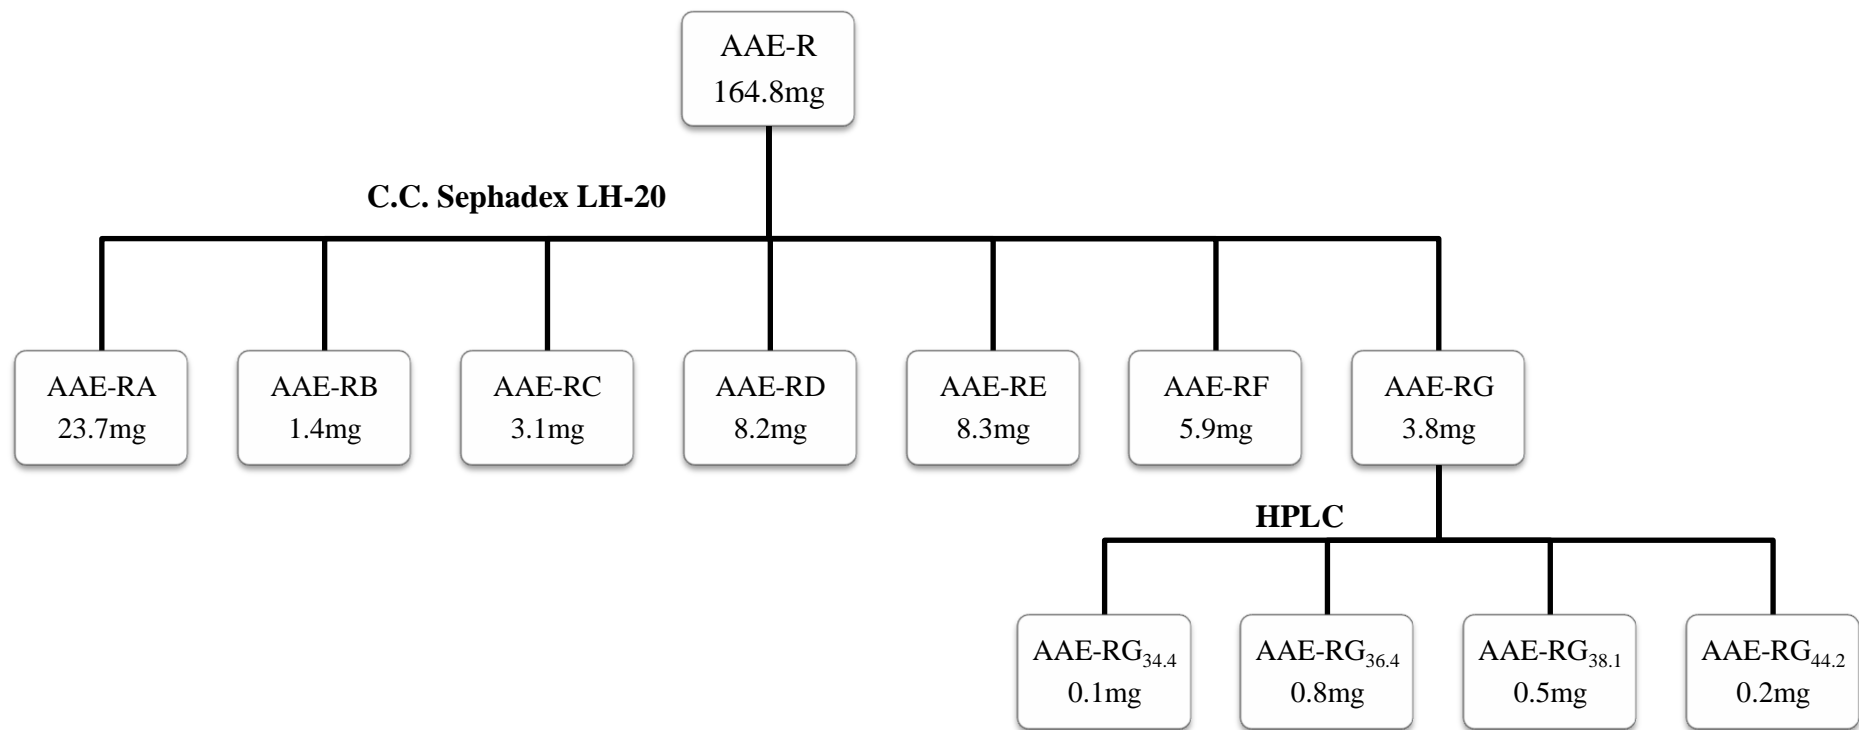 AAE-R
164.8mg
C.C. Sephadex LH-20
AAE-RA
23.7mg
AAE-RB
1.4mg
AAE-RC
3.1mg
AAE-RD
8.2mg
AAE-RE
8.3mg
AAE-RF
5.9mg
AAE-RG
3.8mg
HPLC
AAE-RG34.4
0.1mg
AAE-RG36.4
0.8mg
AAE-RG38.1
0.5mg
AAE-RG44.2
0.2mg